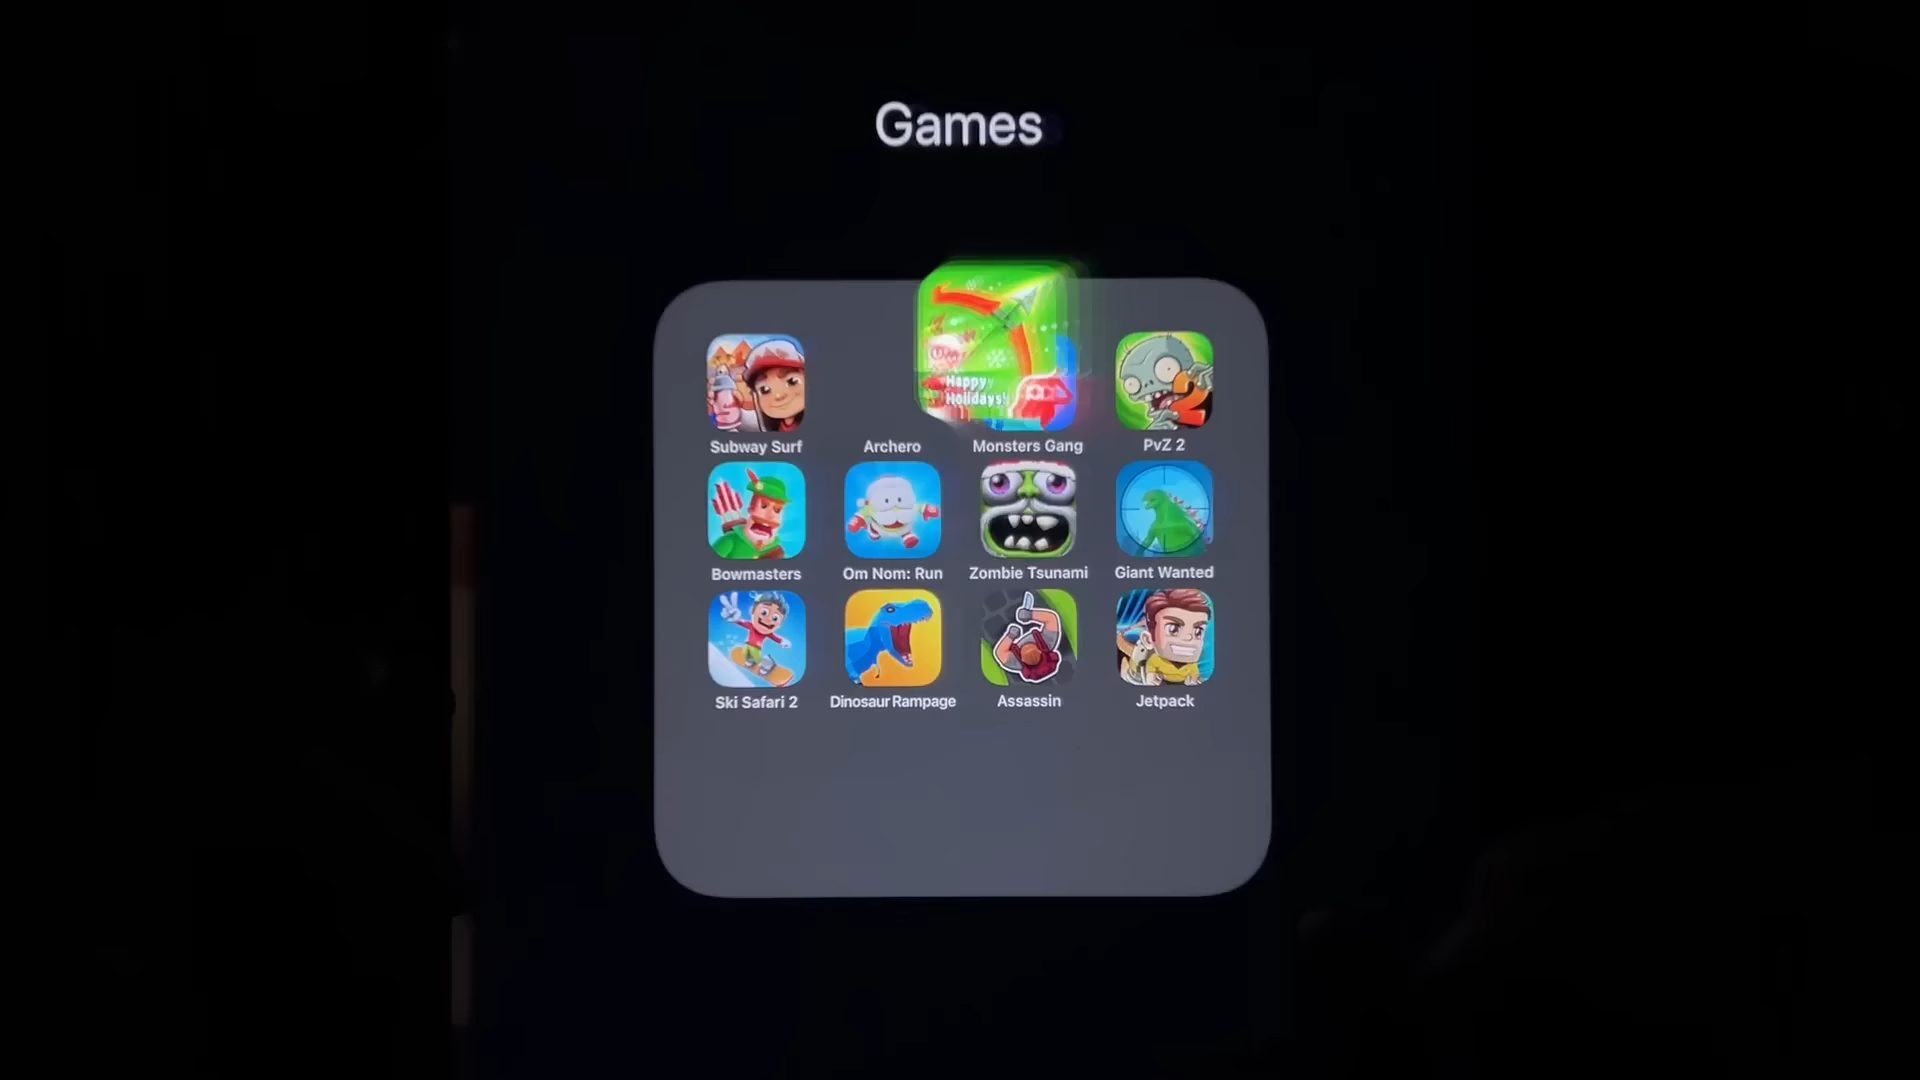 Games
Happy
Holidays!
Subway Surf
Archero
Monsters Gang
PvZ 2
2
Bowmasters
Om Nom: Run
Zombie Tsunami
Giant Wanted
Ski Safari 2
Dinosaur Rampage
Assassin
Jetpack